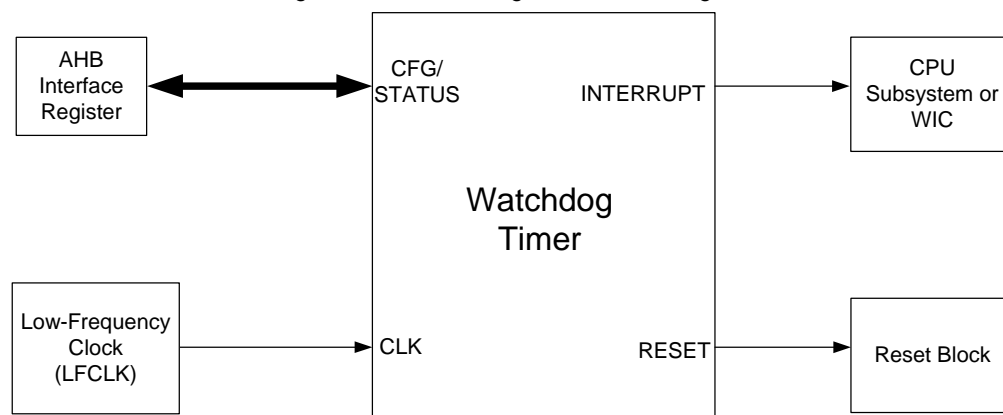 AHB
Interface
Register
CFG/
STATUS
INTERRUPT
CPU
Subsystem or
WIC
Watchdog
Timer
Low-Frequency
Clock
(LFCLK)
CLK
RESET
Reset Block